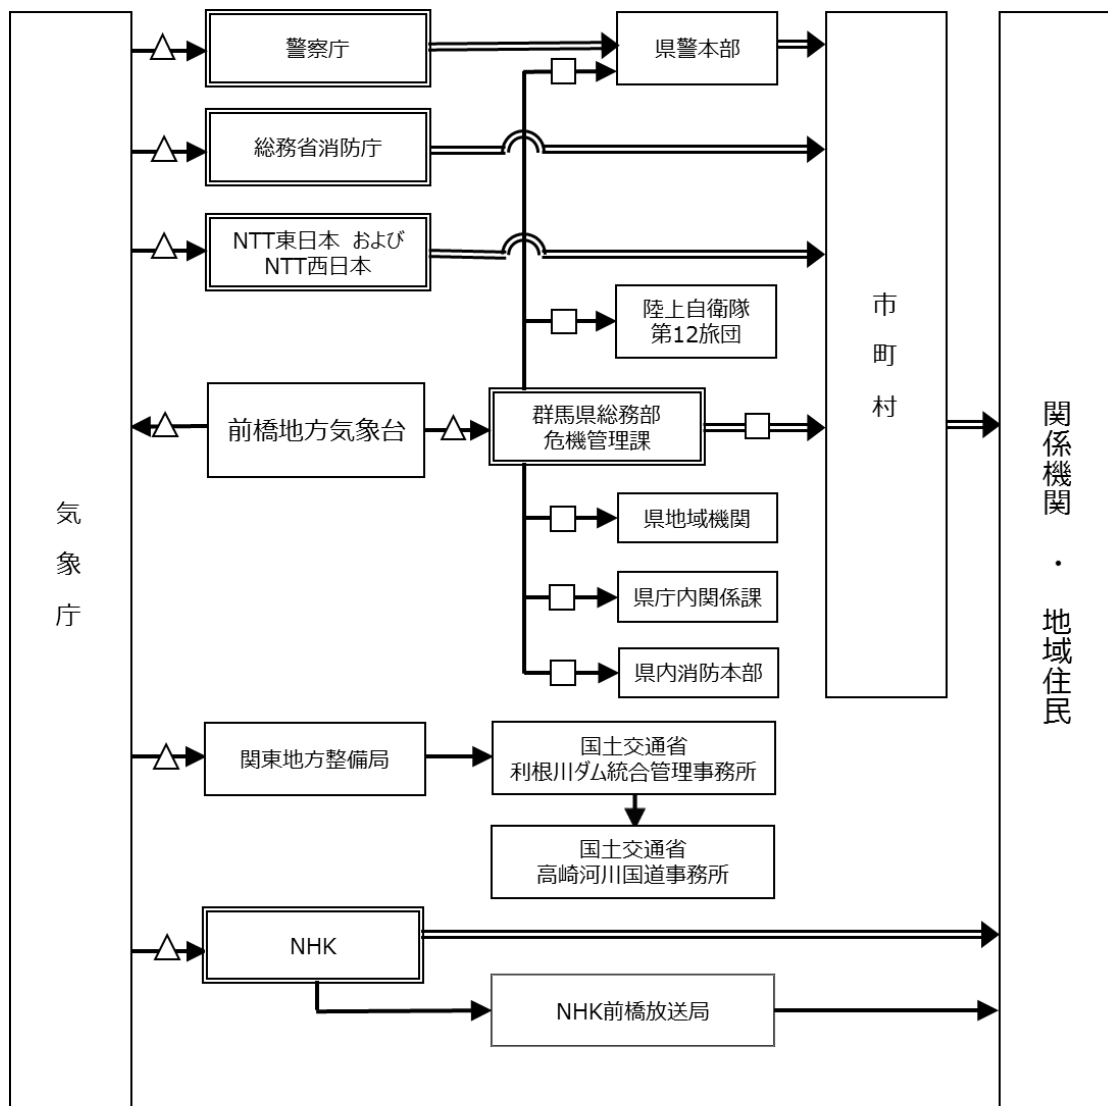 気象庁
警察庁
県警本部
総務省消防庁
NTT東日本 および
NTT西日本
陸上自衛隊
第12旅団
前橋地方気象台
群馬県総務部
危機管理課
県地域機関
県庁内関係課
県内消防本部
市町村
関東地方整備局
国土交通省
利根川ダム統合管理事務所
国土交通省
高崎河川国道事務所
NHK
NHK前橋放送局
関係機関・地域住民